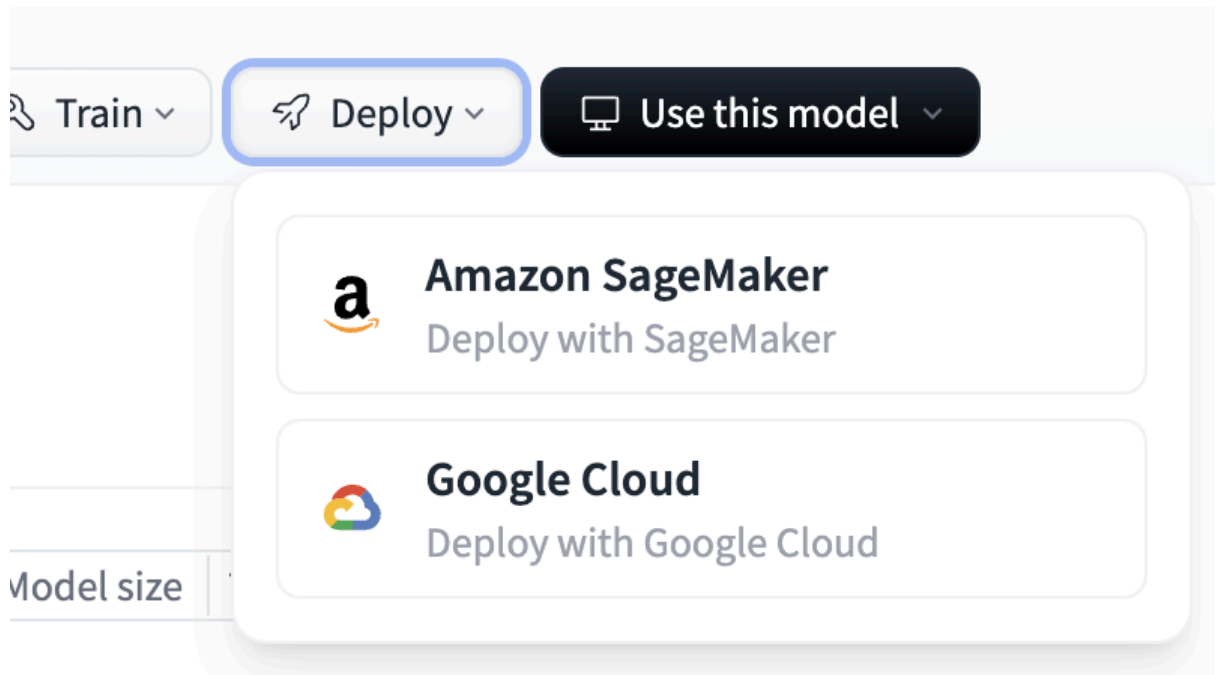 Train
Deploy
Use this model
Amazon SageMaker
Deploy with SageMaker
Google Cloud
Deploy with Google Cloud
Model size